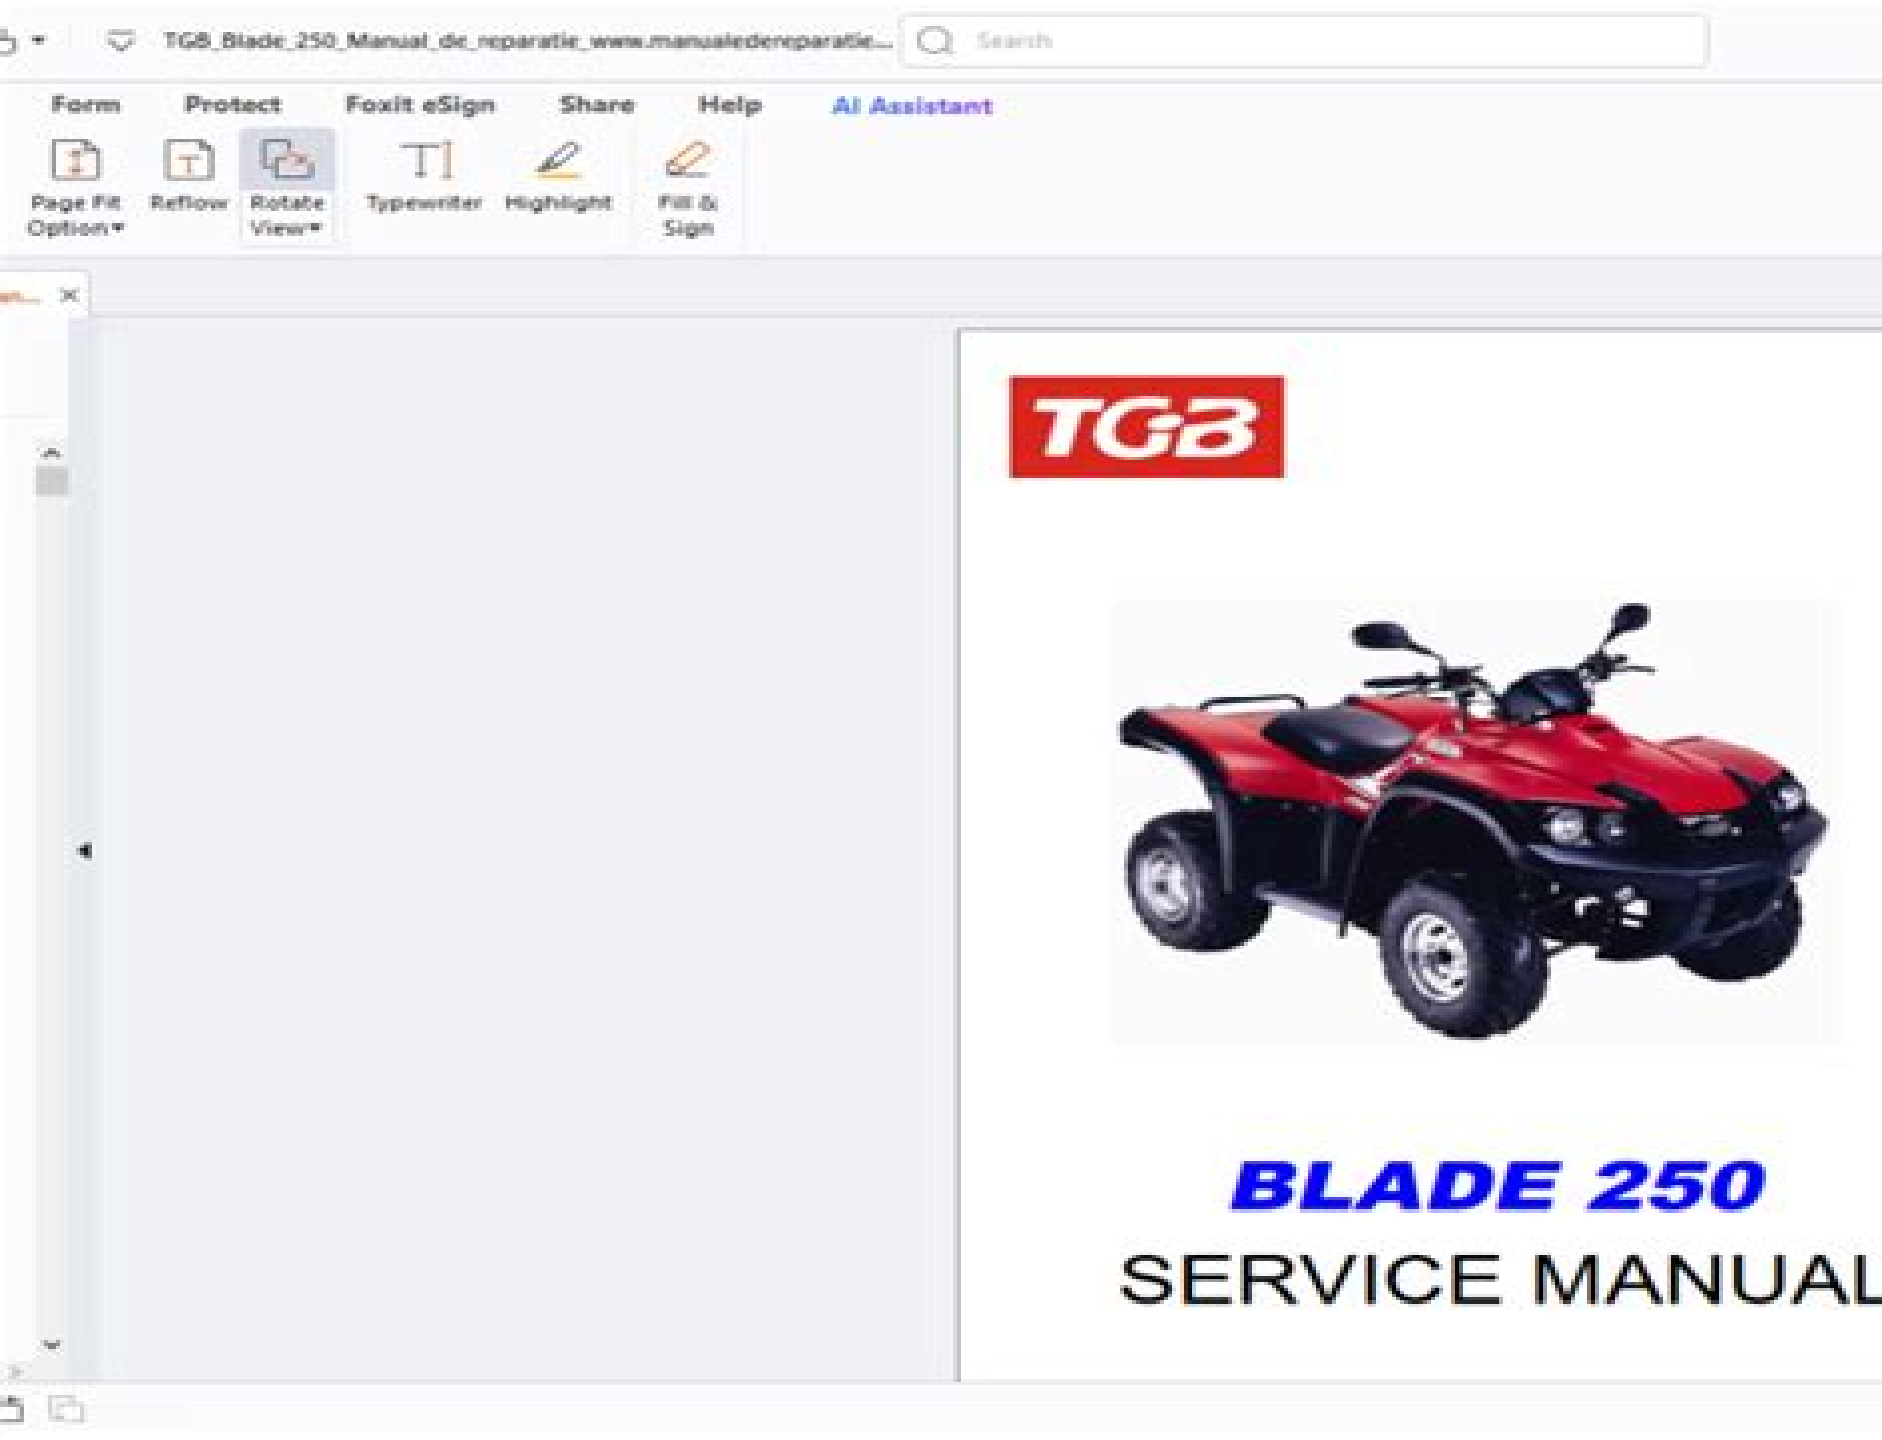 TGB_Blade_250_Manual_de_reparatie_www.manualedereparatie...
Search
Form Protect Foxit eSign Share Help AI Assistant
Page Fit Option Reflow Rotate View Typewriter Highlight Fill & Sign
en...
TGB
BLADE 250
SERVICE MANUAL